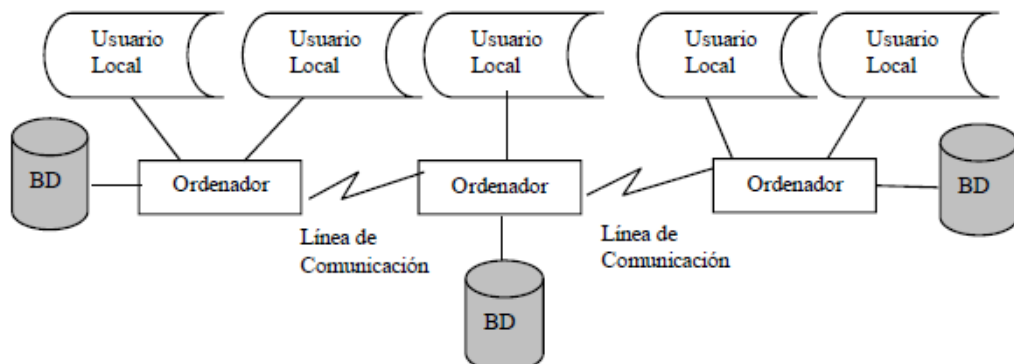 Usuario
Local
Usuario
Local
Usuario
Local
Usuario
Local
Usuario
Local
BD
Ordenador
Ordenador
Ordenador
BD
Línea de
Comunicación
Línea de
Comunicación
BD